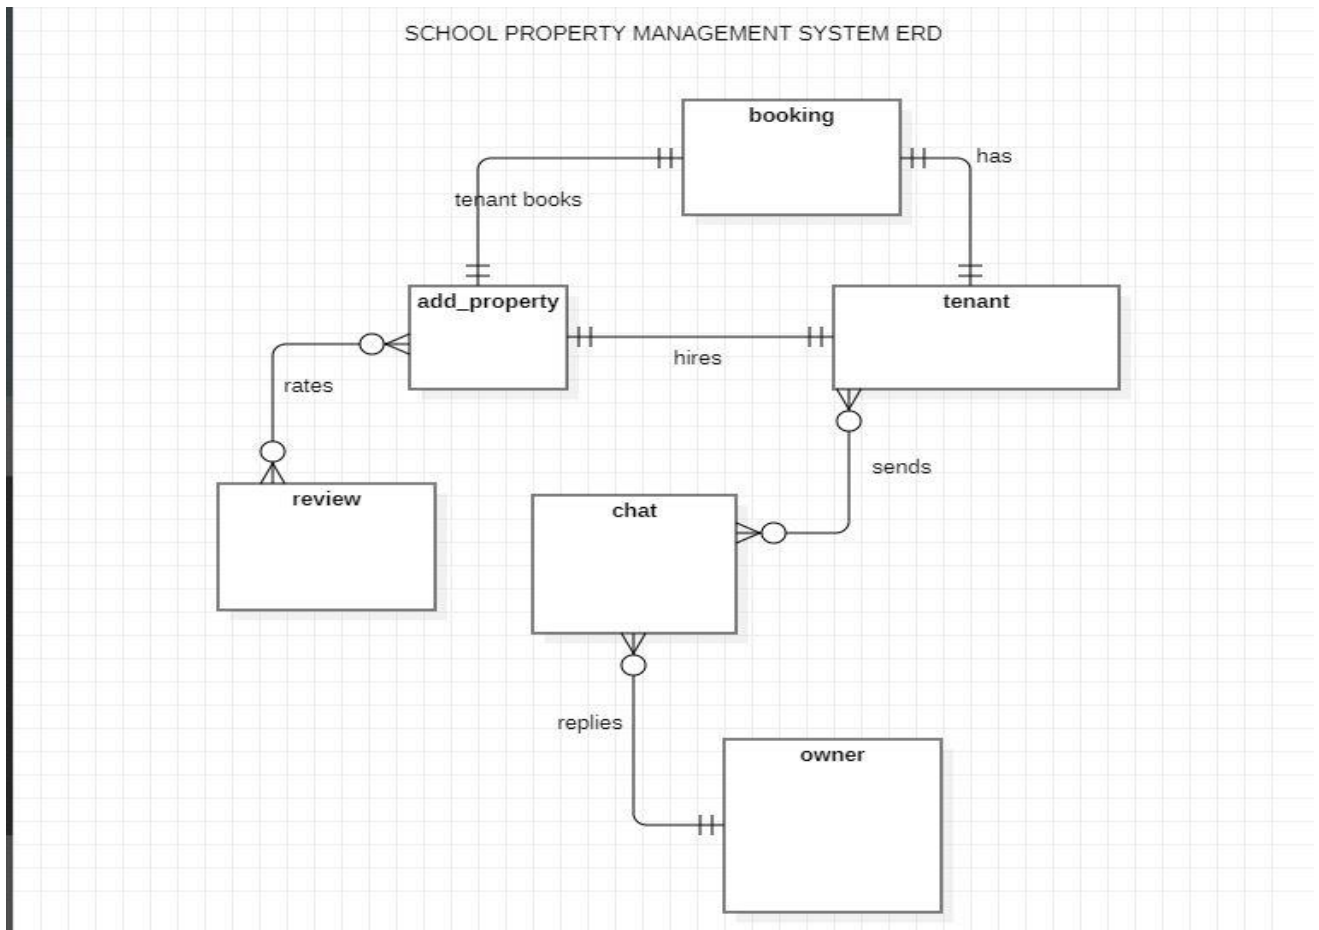 SCHOOL PROPERTY MANAGEMENT SYSTEM ERD
booking
has
tenant books
add_property
tenant
hires
rates
sends
review
chat
replies
owner